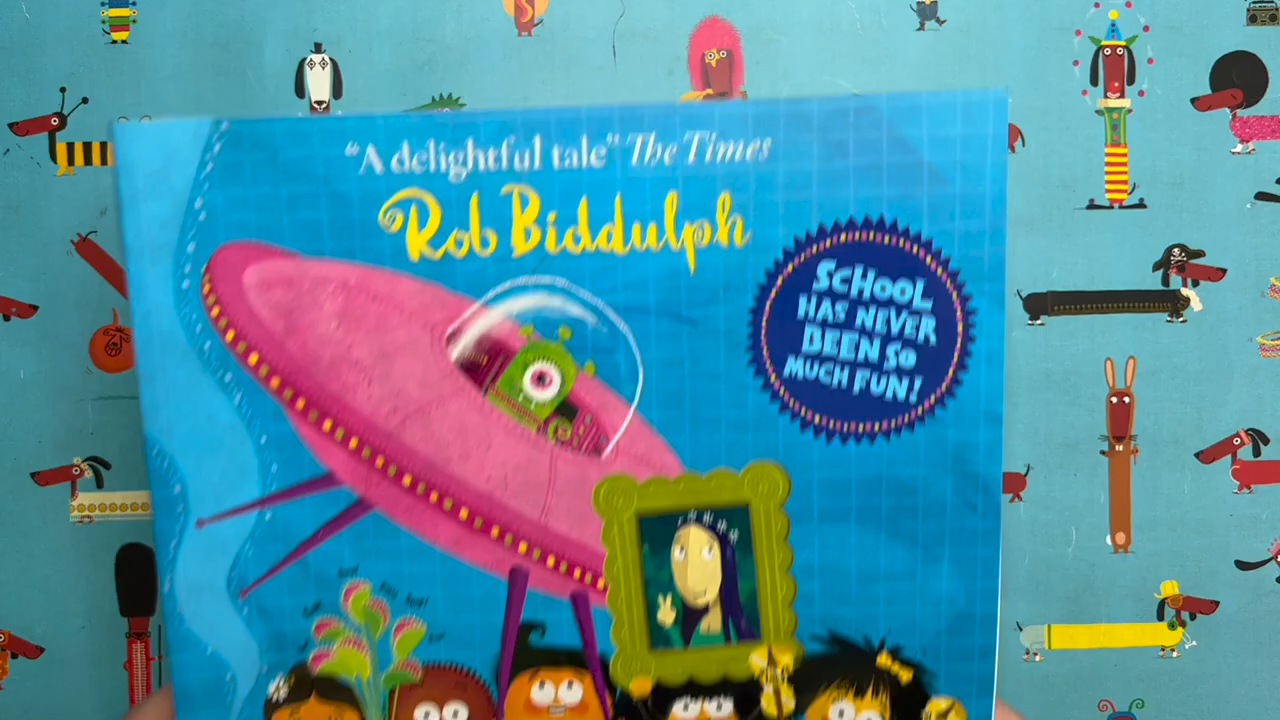 “A delightful tale” The Times
Rob Biddulph
SCHOOL
HAS NEVER
BEEN SO
MUCH FUN!